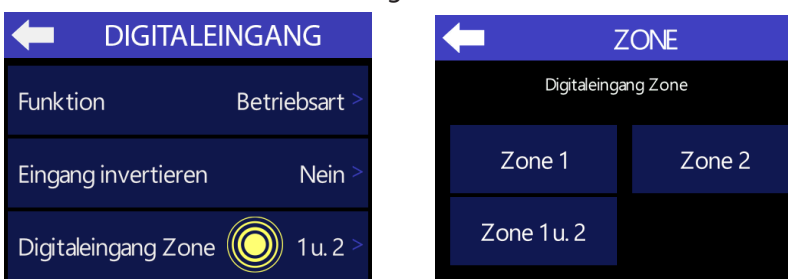 DIGITALEINGANG
Funktion Betriebsart >
Eingang invertieren Nein >
Digitaleingang Zone 1 u. 2 >
ZONE
Digitaleingang Zone
Zone 1 Zone 2
Zone 1 u. 2